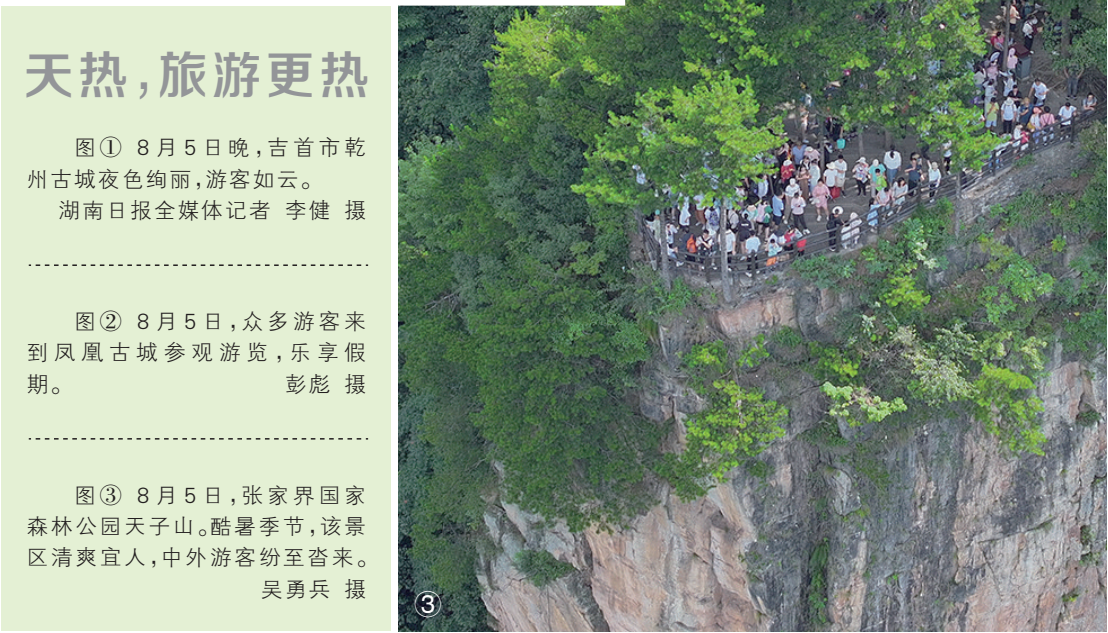 天热,旅游更热
图① 8月5日晚,吉首市乾
州古城夜色绚丽,游客如云。
湖南日报全媒体记者 李健 摄
图② 8月5日,众多游客来
到凤凰古城参观游览,乐享假
期。 彭彪 摄
图③ 8月5日,张家界国家
森林公园天子山。酷暑季节,该景
区清爽宜人,中外游客纷至沓来。
吴勇兵 摄
③